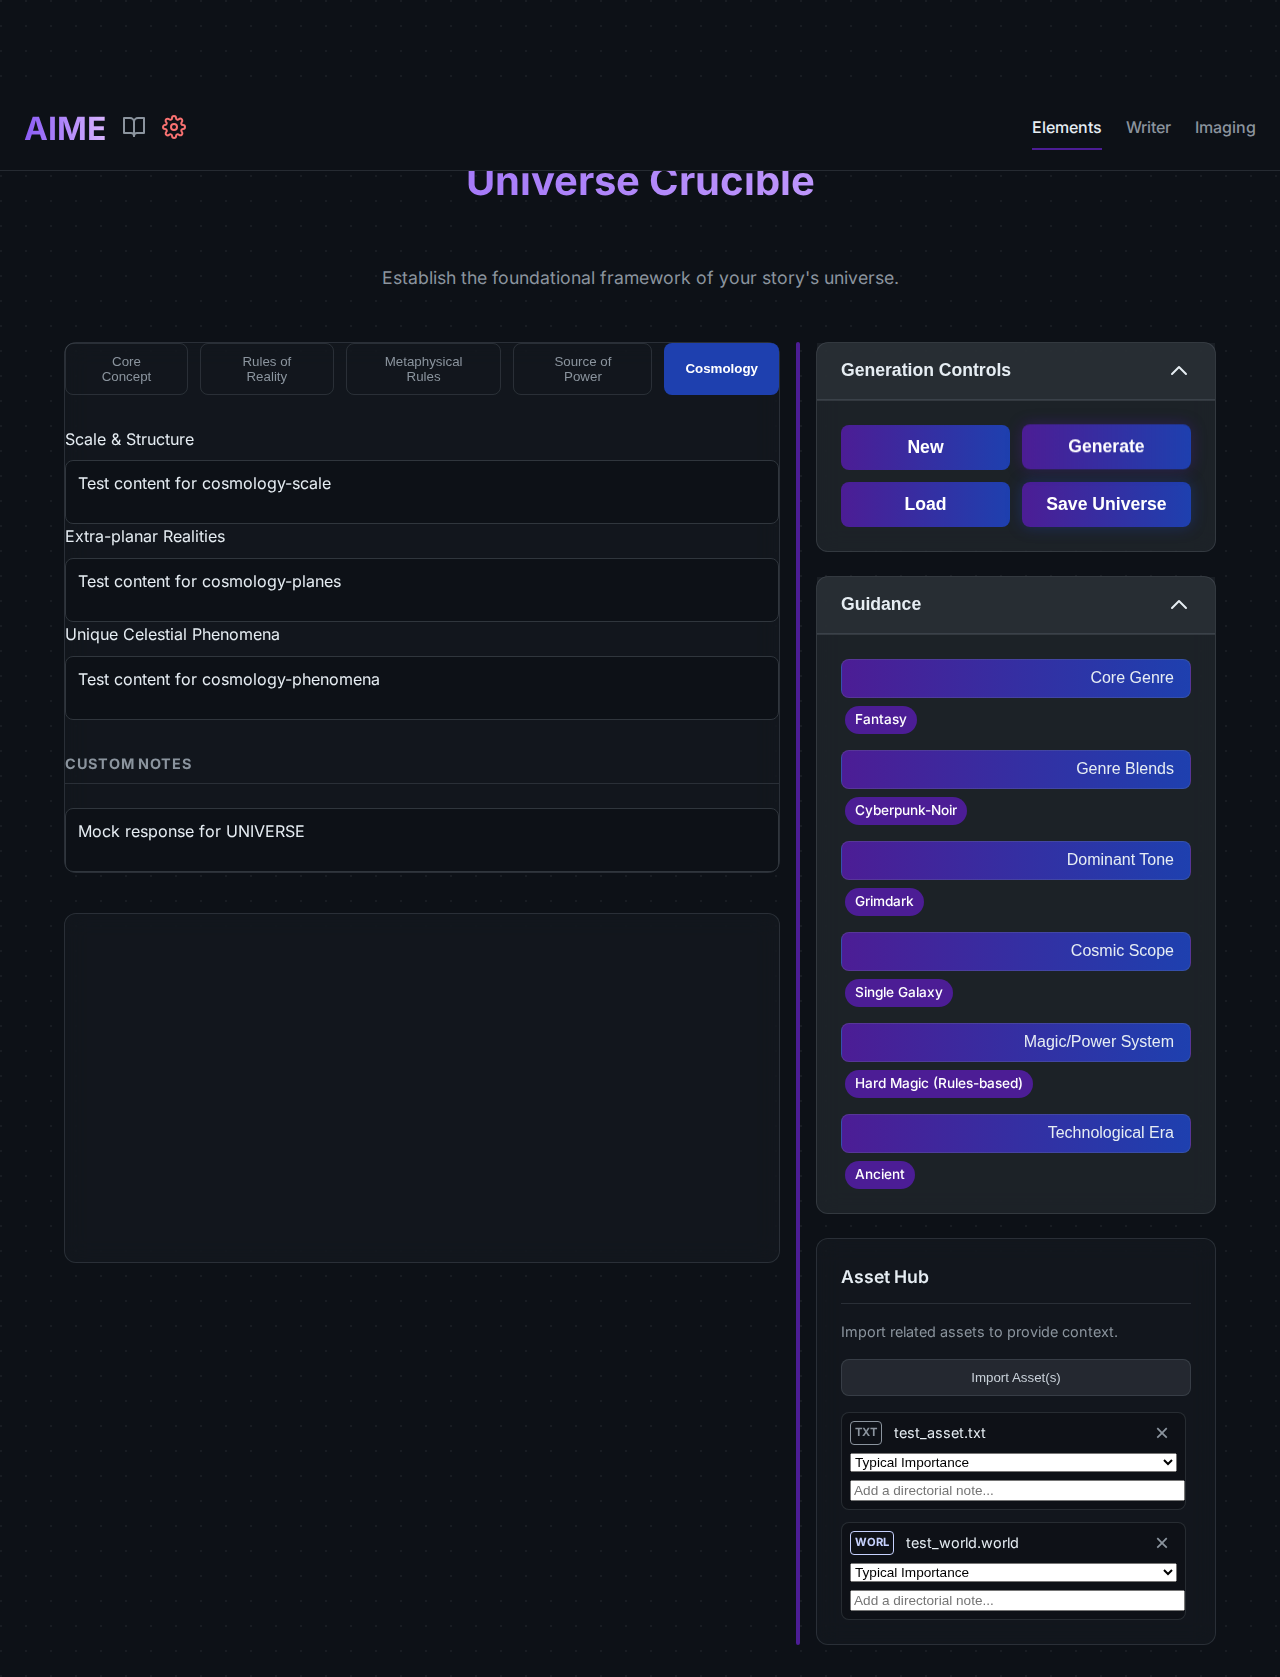 AIME
Elements
Writer
Imaging
Universe Crucible
Establish the foundational framework of your story's universe.
Core
Concept
Rules of
Reality
Metaphysical
Rules
Source of
Power
Cosmology
Scale & Structure
Test content for cosmology-scale
Extra-planar Realities
Test content for cosmology-planes
Unique Celestial Phenomena
Test content for cosmology-phenomena
CUSTOM NOTES
Mock response for UNIVERSE
Generation Controls
New
Generate
Load
Save Universe
Guidance
Core Genre
Fantasy
Genre Blends
Cyberpunk-Noir
Dominant Tone
Grimdark
Cosmic Scope
Single Galaxy
Magic/Power System
Hard Magic (Rules-based)
Technological Era
Ancient
Asset Hub
Import related assets to provide context.
Import Asset(s)
TXT
test_asset.txt
Typical Importance
Add a directorial note...
WORL
test_world.world
Typical Importance
Add a directorial note...